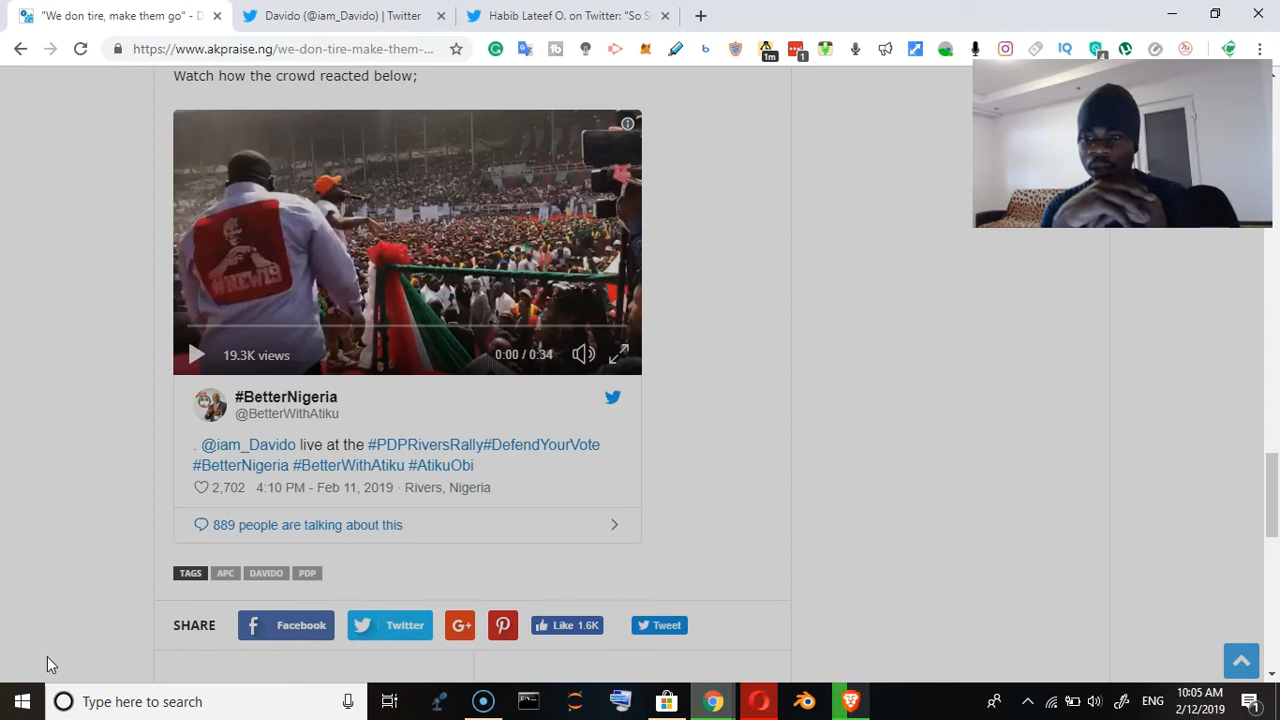 "We don tire, make them go" - D
Davido (@iam_Davido) | Twitter
Habib Lateef O. on Twitter: "So S
https://www.akpraise.ng/we-don-tire-make-them-...
1m
1
4
Watch how the crowd reacted below;
#REW19
19.3K views
0:00 / 0:34
#BetterNigeria
@BetterWithAtiku
. @iam_Davido live at the #PDPRiversRally#DefendYourVote
#BetterNigeria #BetterWithAtiku #AtikuObi
2,702 4:10 PM - Feb 11, 2019 · Rivers, Nigeria
889 people are talking about this
TAGS APC DAVIDO PDP
SHARE Facebook Twitter G+ Like 1.6K Tweet
Type here to search
ENG
10:05 AM
2/12/2019